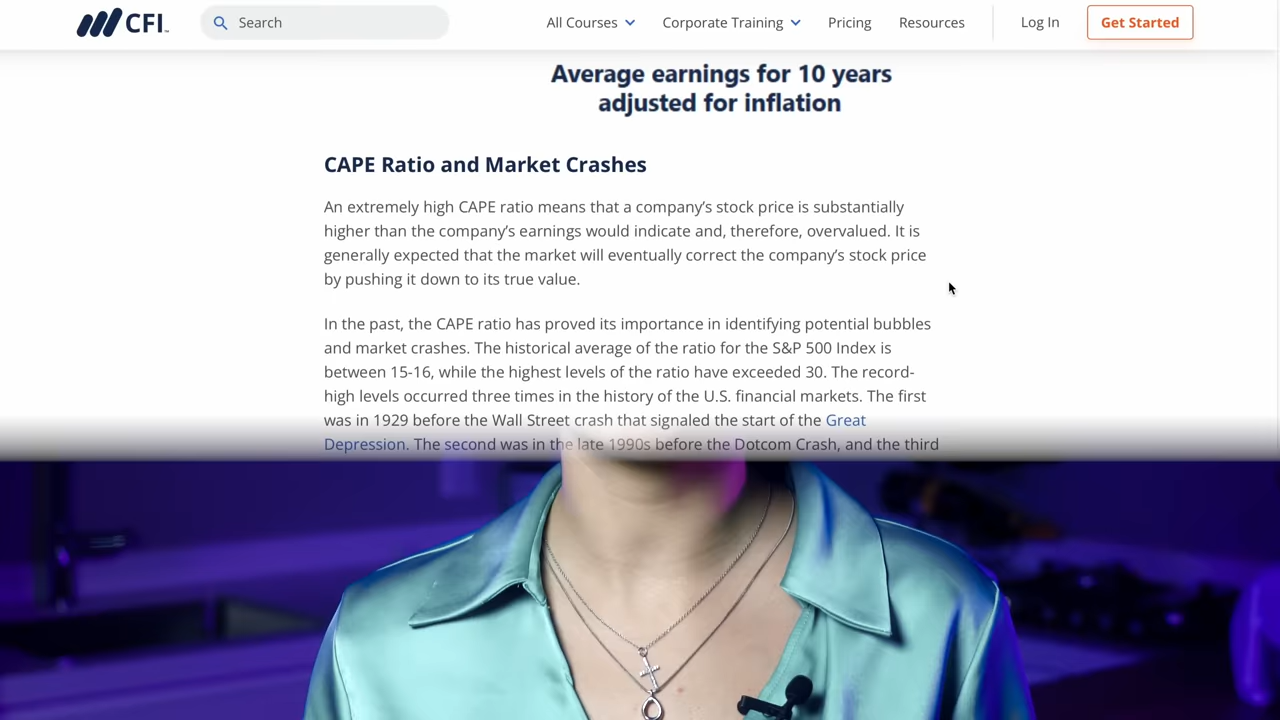 CFI™
Search
All Courses
Corporate Training
Pricing
Resources
Log In
Get Started
Average earnings for 10 years
adjusted for inflation
CAPE Ratio and Market Crashes
An extremely high CAPE ratio means that a company’s stock price is substantially
higher than the company’s earnings would indicate and, therefore, overvalued. It is
generally expected that the market will eventually correct the company’s stock price
by pushing it down to its true value.
In the past, the CAPE ratio has proved its importance in identifying potential bubbles
and market crashes. The historical average of the ratio for the S&P 500 Index is
between 15-16, while the highest levels of the ratio have exceeded 30. The record-
high levels occurred three times in the history of the U.S. financial markets. The first
was in 1929 before the Wall Street crash that signaled the start of the Great
Depression. The second was in the late 1990s before the Dotcom Crash, and the third